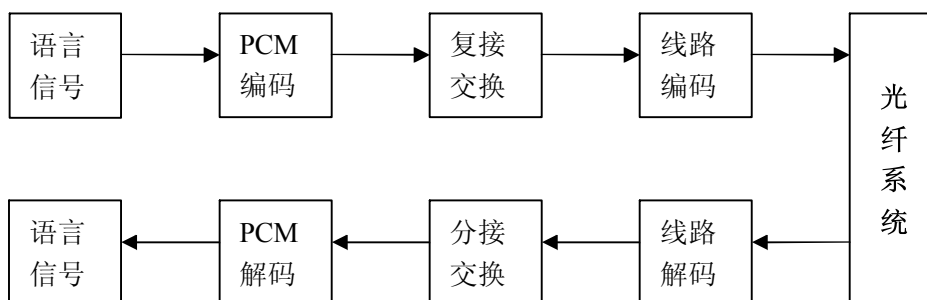 语言
信号
PCM
编码
复接
交换
线路
编码
光
纤
系
统
语言
信号
PCM
解码
分接
交换
线路
解码